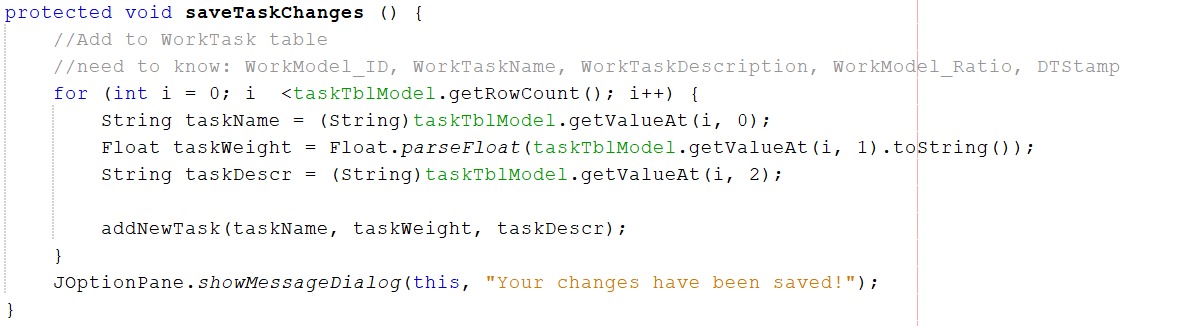 protected void saveTaskChanges () {
//Add to WorkTask table
//need to know: WorkModel_ID, WorkTaskName, WorkTaskDescription, WorkModel_Ratio, DTStamp
for (int i = 0; i  <taskTblModel.getRowCount(); i++) {
String taskName = (String)taskTblModel.getValueAt(i, 0);
Float taskWeight = Float.parseFloat(taskTblModel.getValueAt(i, 1).toString());
String taskDescr = (String)taskTblModel.getValueAt(i, 2);
addNewTask(taskName, taskWeight, taskDescr);
}
JOptionPane.showMessageDialog(this, "Your changes have been saved!");
}